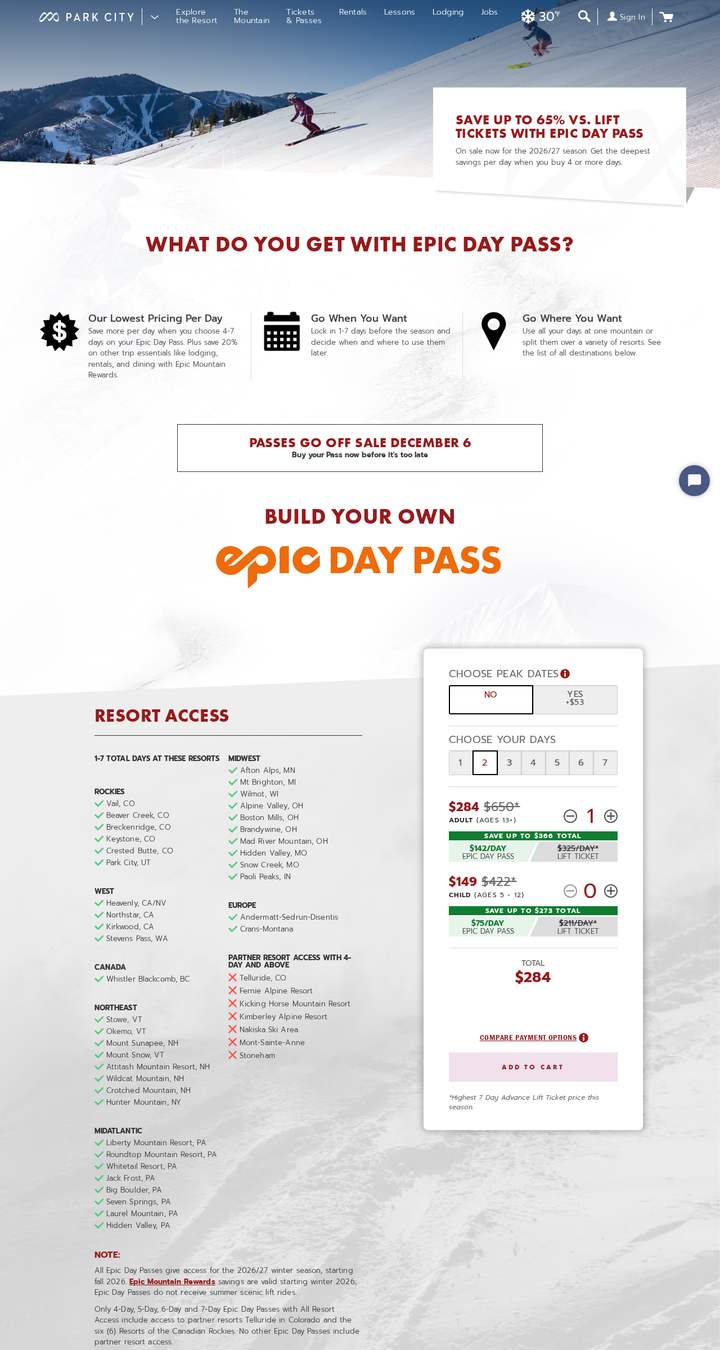 PARK CITY
Explore
the Resort
The
Mountain
Tickets
& Passes
Rentals
Lessons
Lodging
Jobs
30°F
Sign In
SAVE UP TO 65% VS. LIFT
TICKETS WITH EPIC DAY PASS
On sale now for the 2026/27 season. Get the deepest
savings per day when you buy 4 or more days.
WHAT DO YOU GET WITH EPIC DAY PASS?
Our Lowest Pricing Per Day
Save more per day when you choose 4-7
days on your Epic Day Pass. Plus save 20%
on other trip essentials like lodging,
rentals, and dining with Epic Mountain
Rewards.
Go When You Want
Lock in 1-7 days before the season and
decide when and where to use them
later.
Go Where You Want
Use all your days at one mountain or
split them over a variety of resorts. See
the list of all destinations below.
PASSES GO OFF SALE DECEMBER 6
Buy your Pass now before it's too late
BUILD YOUR OWN
epic DAY PASS
RESORT ACCESS
1-7 TOTAL DAYS AT THESE RESORTS
ROCKIES
Vail, CO
Beaver Creek, CO
Breckenridge, CO
Keystone, CO
Crested Butte, CO
Park City, UT
WEST
Heavenly, CA/NV
Northstar, CA
Kirkwood, CA
Stevens Pass, WA
CANADA
Whistler Blackcomb, BC
NORTHEAST
Stowe, VT
Okemo, VT
Mount Sunapee, NH
Mount Snow, VT
Attitash Mountain Resort, NH
Wildcat Mountain, NH
Crotched Mountain, NH
Hunter Mountain, NY
MIDATLANTIC
Liberty Mountain Resort, PA
Roundtop Mountain Resort, PA
Whitetail Resort, PA
Jack Frost, PA
Big Boulder, PA
Seven Springs, PA
Laurel Mountain, PA
Hidden Valley, PA
MIDWEST
Afton Alps, MN
Mt Brighton, MI
Wilmot, WI
Alpine Valley, OH
Boston Mills, OH
Brandywine, OH
Mad River Mountain, OH
Hidden Valley, MO
Snow Creek, MO
Paoli Peaks, IN
EUROPE
Andermatt-Sedrun-Disentis
Crans-Montana
PARTNER RESORT ACCESS WITH 4-
DAY AND ABOVE
Telluride, CO
Fernie Alpine Resort
Kicking Horse Mountain Resort
Kimberley Alpine Resort
Nakiska Ski Area
Mont-Sainte-Anne
Stoneham
NOTE:
All Epic Day Passes give access for the 2026/27 winter season, starting
fall 2026. Epic Mountain Rewards savings are valid starting winter 2026,
Epic Day Passes do not receive summer scenic lift rides.
Only 4-Day, 5-Day, 6-Day and 7-Day Epic Day Passes with All Resort
Access include access to partner resorts Telluride in Colorado and the
six (6) Resorts of the Canadian Rockies. No other Epic Day Passes include
partner resort access.
CHOOSE PEAK DATES
NO
YES
+$53
CHOOSE YOUR DAYS
1 2 3 4 5 6 7
$284 $650*
ADULT (AGES 13+)
1
SAVE UP TO $366 TOTAL
$142/DAY
EPIC DAY PASS
$325/DAY*
LIFT TICKET
$149 $422*
CHILD (AGES 5 - 12)
0
SAVE UP TO $273 TOTAL
$75/DAY
EPIC DAY PASS
$211/DAY*
LIFT TICKET
TOTAL
$284
COMPARE PAYMENT OPTIONS
ADD TO CART
*Highest 7 Day Advance Lift Ticket price this
season.